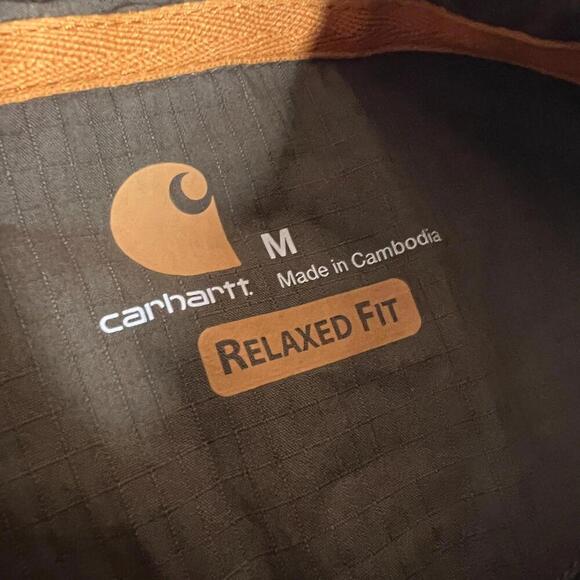 M
Made in Cambodia
carhartt.
RELAXED FIT